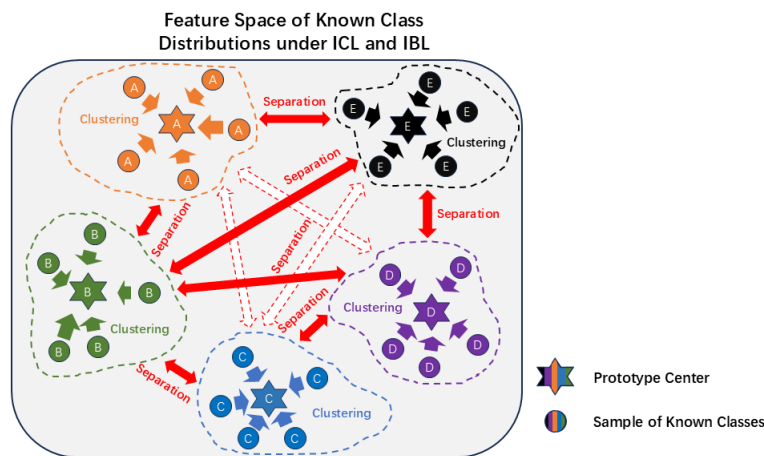 Feature Space of Known Class
Distributions under ICL and IBL
A
A
A
A
A
A
Clustering
Separation
E
E
E
E
E
E
Clustering
Separation
Separation
Separation
Separation
B
B
B
B
B
B
Clustering
D
D
D
D
D
D
Clustering
Separation
Separation
C
C
C
C
C
C
Clustering
Prototype Center
Sample of Known Classes